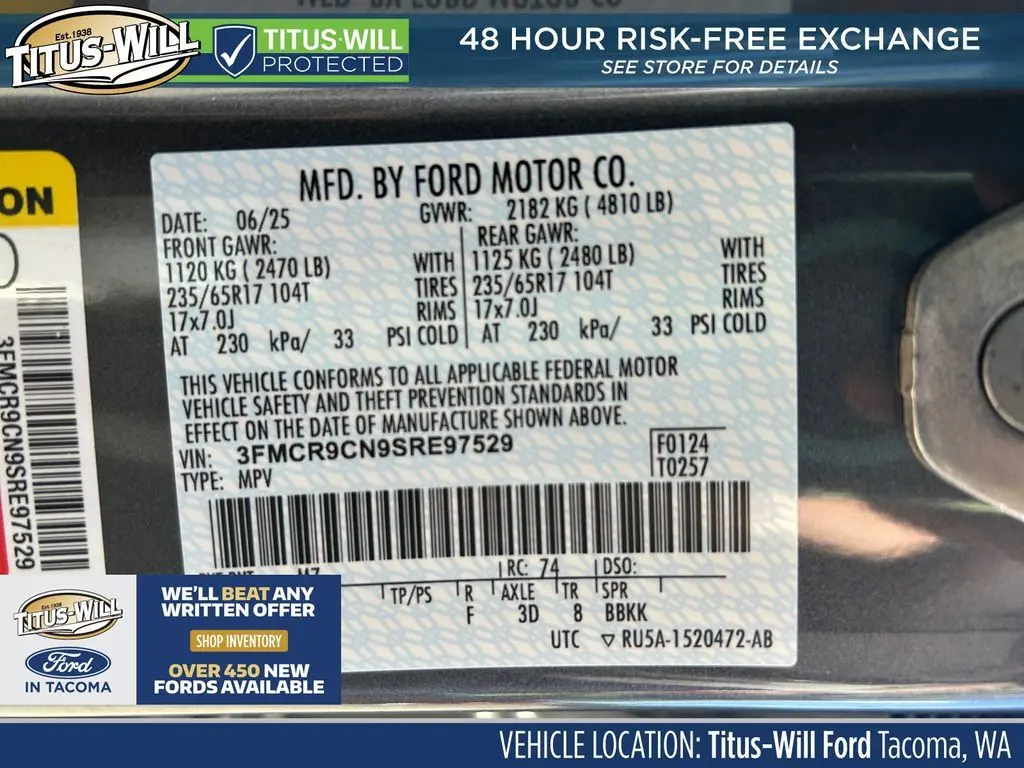 Est. 1938
TITUS-WILL
TITUS-WILL
PROTECTED
48 HOUR RISK-FREE EXCHANGE
SEE STORE FOR DETAILS
ON
3FMCR9CN9SRE97529
MFD. BY FORD MOTOR CO.
DATE: 06/25 GVWR: 2182 KG ( 4810 LB)
FRONT GAWR: REAR GAWR:
1120 KG ( 2470 LB) WITH 1125 KG ( 2480 LB) WITH
235/65R17 104T TIRES 235/65R17 104T TIRES
17x7.0J RIMS 17x7.0J RIMS
AT 230 kPa/ 33 PSI COLD AT 230 kPa/ 33 PSI COLD
THIS VEHICLE CONFORMS TO ALL APPLICABLE FEDERAL MOTOR
VEHICLE SAFETY AND THEFT PREVENTION STANDARDS IN
EFFECT ON THE DATE OF MANUFACTURE SHOWN ABOVE.
VIN: 3FMCR9CN9SRE97529
F0124
TYPE: MPV
T0257
RC: 74 DSO:
TP/PS R AXLE TR SPR
F 3D 8 BBKK
UTC ▽ RU5A-1520472-AB
Est. 1938
TITUS-WILL
Ford
IN TACOMA
WE'LL BEAT ANY
WRITTEN OFFER
SHOP INVENTORY
OVER 450 NEW
FORDS AVAILABLE
VEHICLE LOCATION: Titus-Will Ford Tacoma, WA